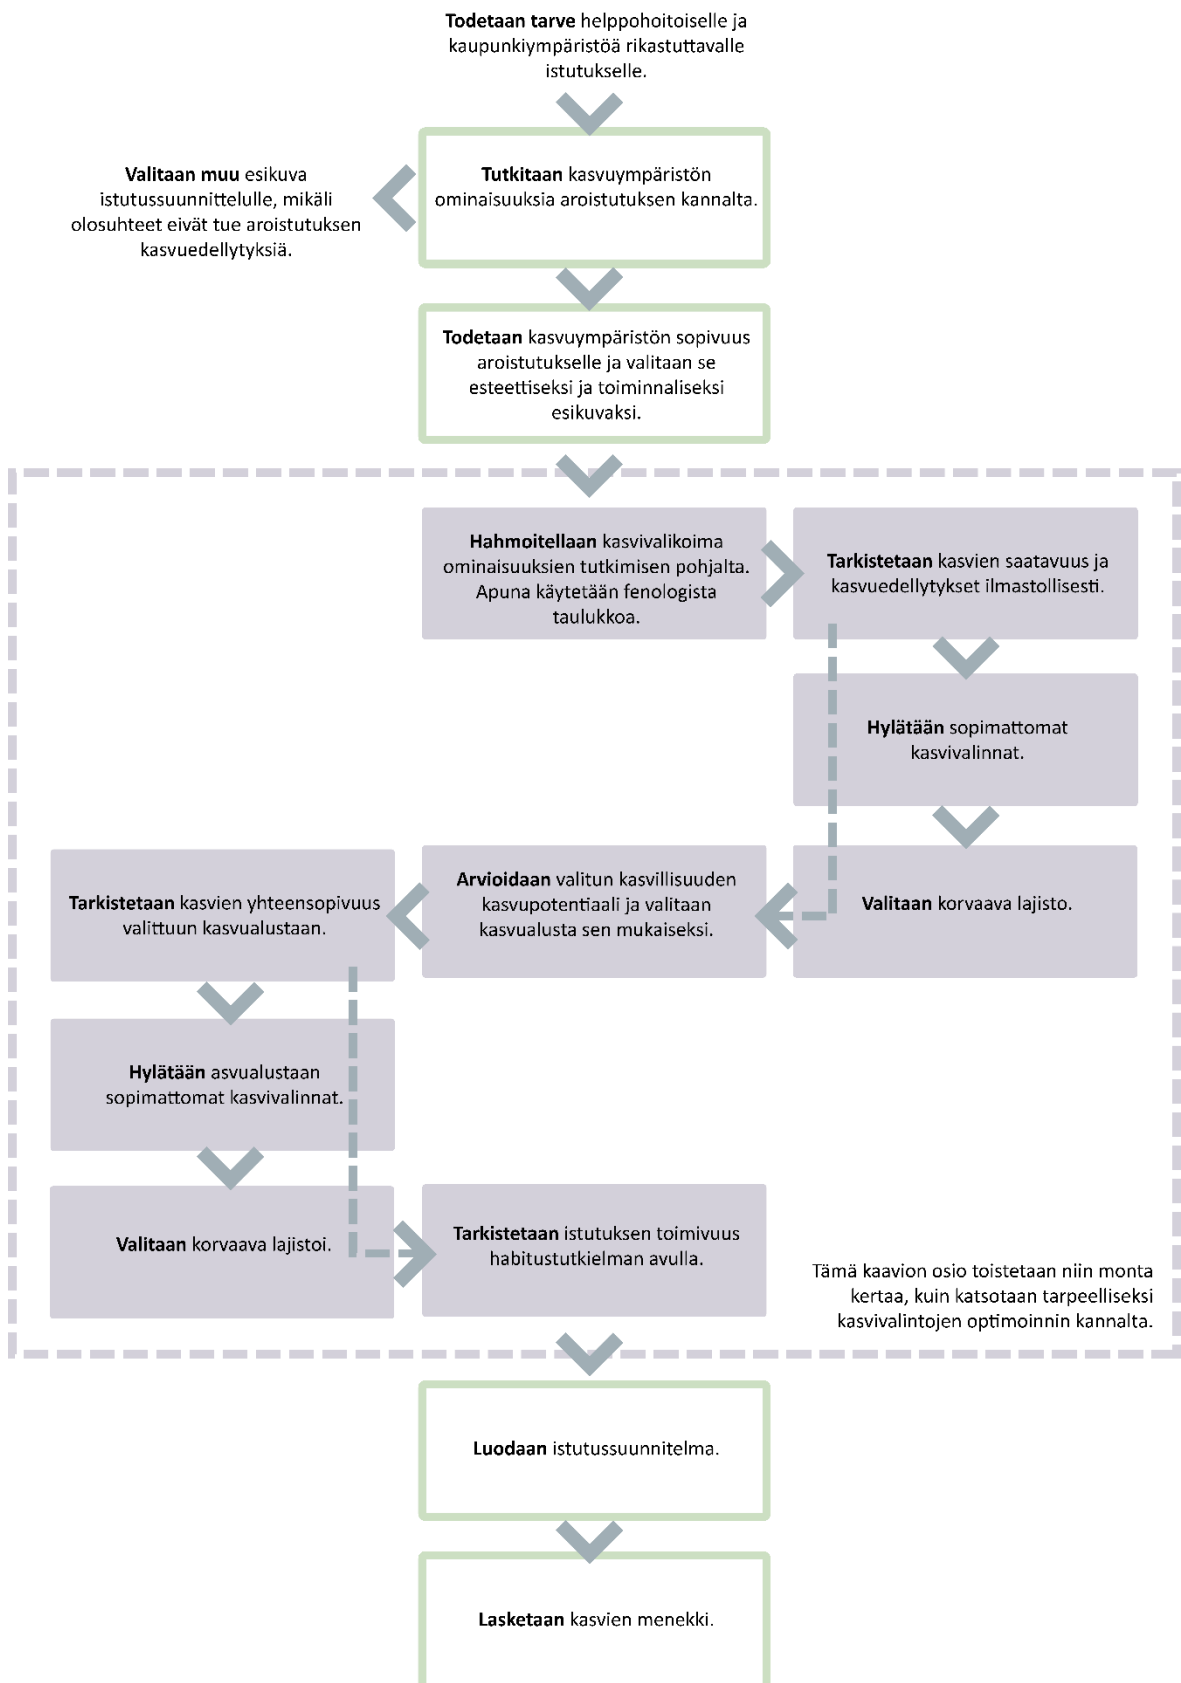 Todetaan tarve helppohoitoiselle ja
kaupunkiympäristöä rikastuttavalle
istutukselle.
Tutkitaan kasvuympäristön
ominaisuuksia aroistutuksen kannalta.
Valitaan muu esikuva
istutussuunnittelulle, mikäli
olosuhteet eivät tue aroistutuksen
kasvuedellytyksiä.
Todetaan kasvuympäristön sopivuus
aroistutukselle ja valitaan se
esteettiseksi ja toiminnaliseksi
esikuvaksi.
Hahmoitellaan kasvivalikoima
ominaisuuksien tutkimisen pohjalta.
Apuna käytetään fenologista
taulukkoa.
Tarkistetaan kasvien saatavuus ja
kasvuedellytykset ilmastollisesti.
Hylätään sopimattomat
kasvivalinnat.
Valitaan korvaava lajisto.
Arvioidaan valitun kasvillisuuden
kasvupotentiaali ja valitaan
kasvualusta sen mukaiseksi.
Tarkistetaan kasvien yhteensopivuus
valittuun kasvualustaan.
Hylätään asvualustaan
sopimattomat kasvivalinnat.
Valitaan korvaava lajistoi.
Tarkistetaan istutuksen toimivuus
habitustutkielman avulla.
Tämä kaavion osio toistetaan niin monta
kertaa, kuin katsotaan tarpeelliseksi
kasvivalintojen optimoinnin kannalta.
Luodaan istutussuunnitelma.
Lasketaan kasvien menekki.